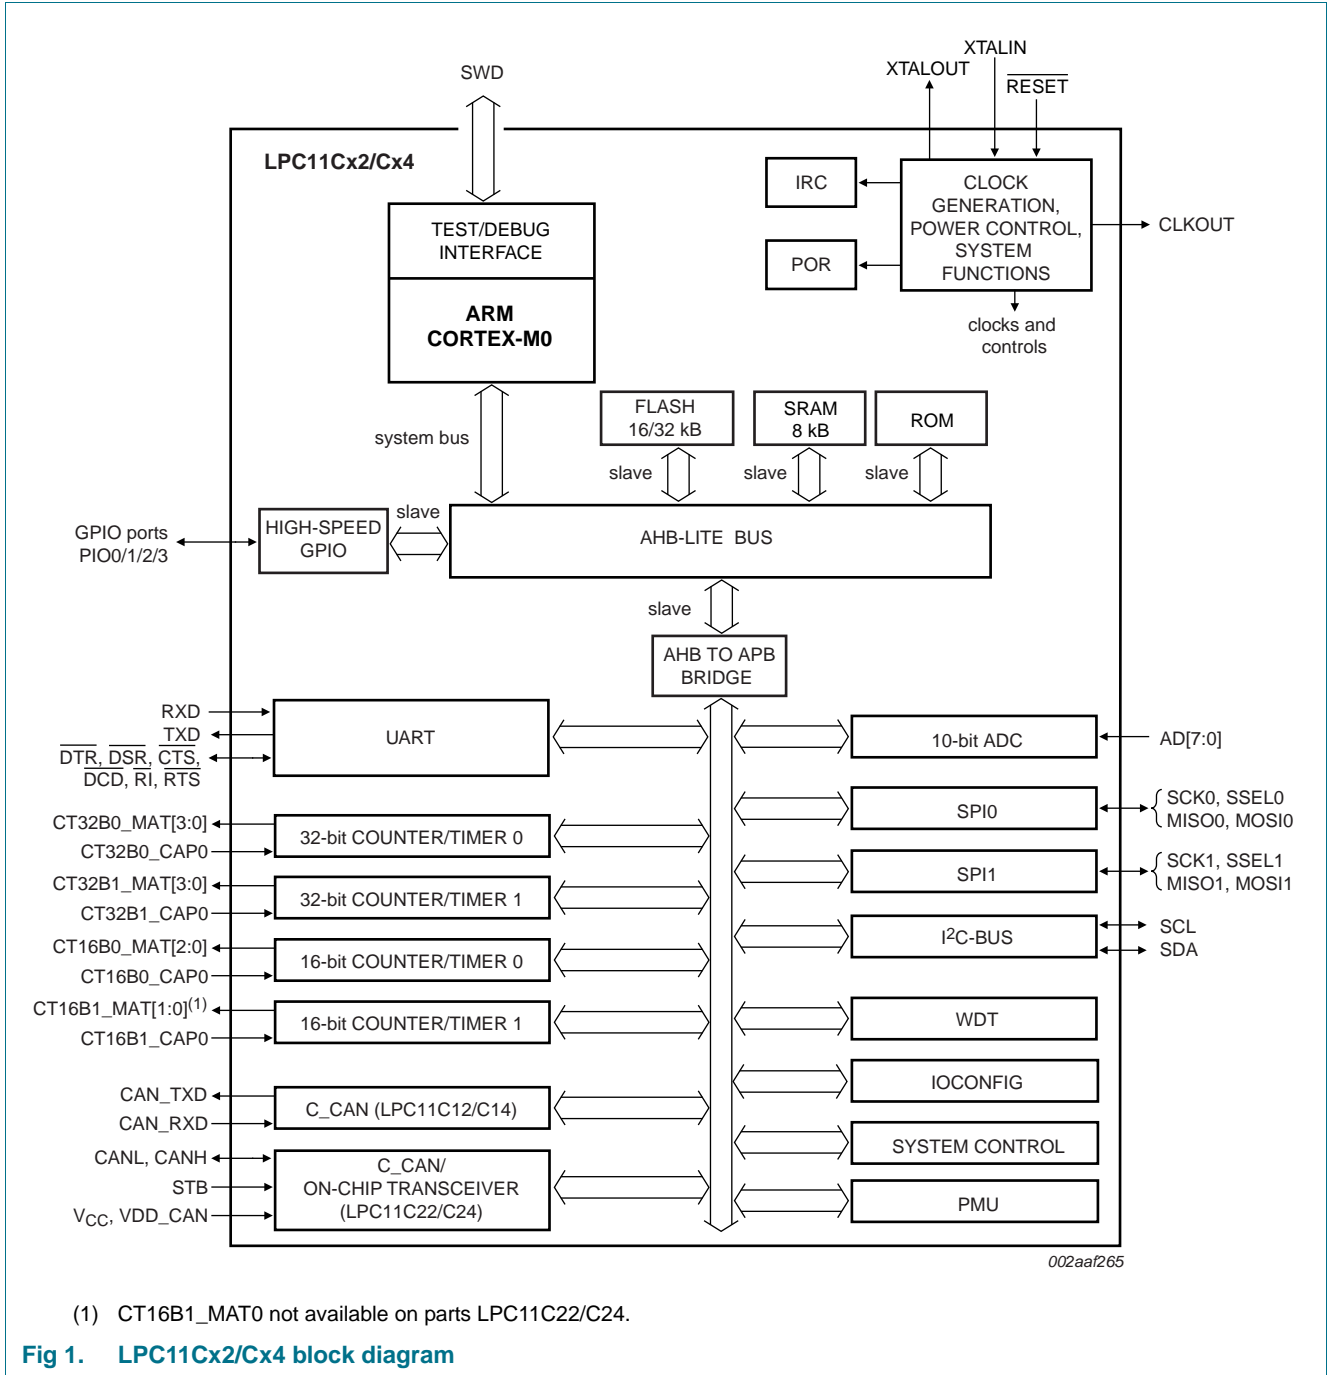 SWD
XTALIN
XTALOUT
RESET
LPC11Cx2/Cx4
IRC
CLOCK
GENERATION,
POWER CONTROL,
SYSTEM
FUNCTIONS
CLKOUT
TEST/DEBUG
INTERFACE
POR
ARM
CORTEX-M0
clocks and
controls
FLASH
16/32 kB
SRAM
8 kB
ROM
system bus
slave
slave
slave
slave
GPIO ports
PIO0/1/2/3
HIGH-SPEED
GPIO
AHB-LITE BUS
slave
AHB TO APB
BRIDGE
RXD
TXD
DTR, DSR, CTS,
DCD, RI, RTS
UART
10-bit ADC
AD[7:0]
CT32B0_MAT[3:0]
CT32B0_CAP0
32-bit COUNTER/TIMER 0
SPI0
SCK0, SSEL0
MISO0, MOSI0
CT32B1_MAT[3:0]
CT32B1_CAP0
32-bit COUNTER/TIMER 1
SPI1
SCK1, SSEL1
MISO1, MOSI1
CT16B0_MAT[2:0]
CT16B0_CAP0
16-bit COUNTER/TIMER 0
I2C-BUS
SCL
SDA
CT16B1_MAT[1:0](1)
CT16B1_CAP0
16-bit COUNTER/TIMER 1
WDT
IOCONFIG
CAN_TXD
CAN_RXD
C_CAN (LPC11C12/C14)
SYSTEM CONTROL
CANL, CANH
STB
VCC, VDD_CAN
C_CAN/
ON-CHIP TRANSCEIVER
(LPC11C22/C24)
PMU
002aaf265
(1) CT16B1_MAT0 not available on parts LPC11C22/C24.
Fig 1. LPC11Cx2/Cx4 block diagram